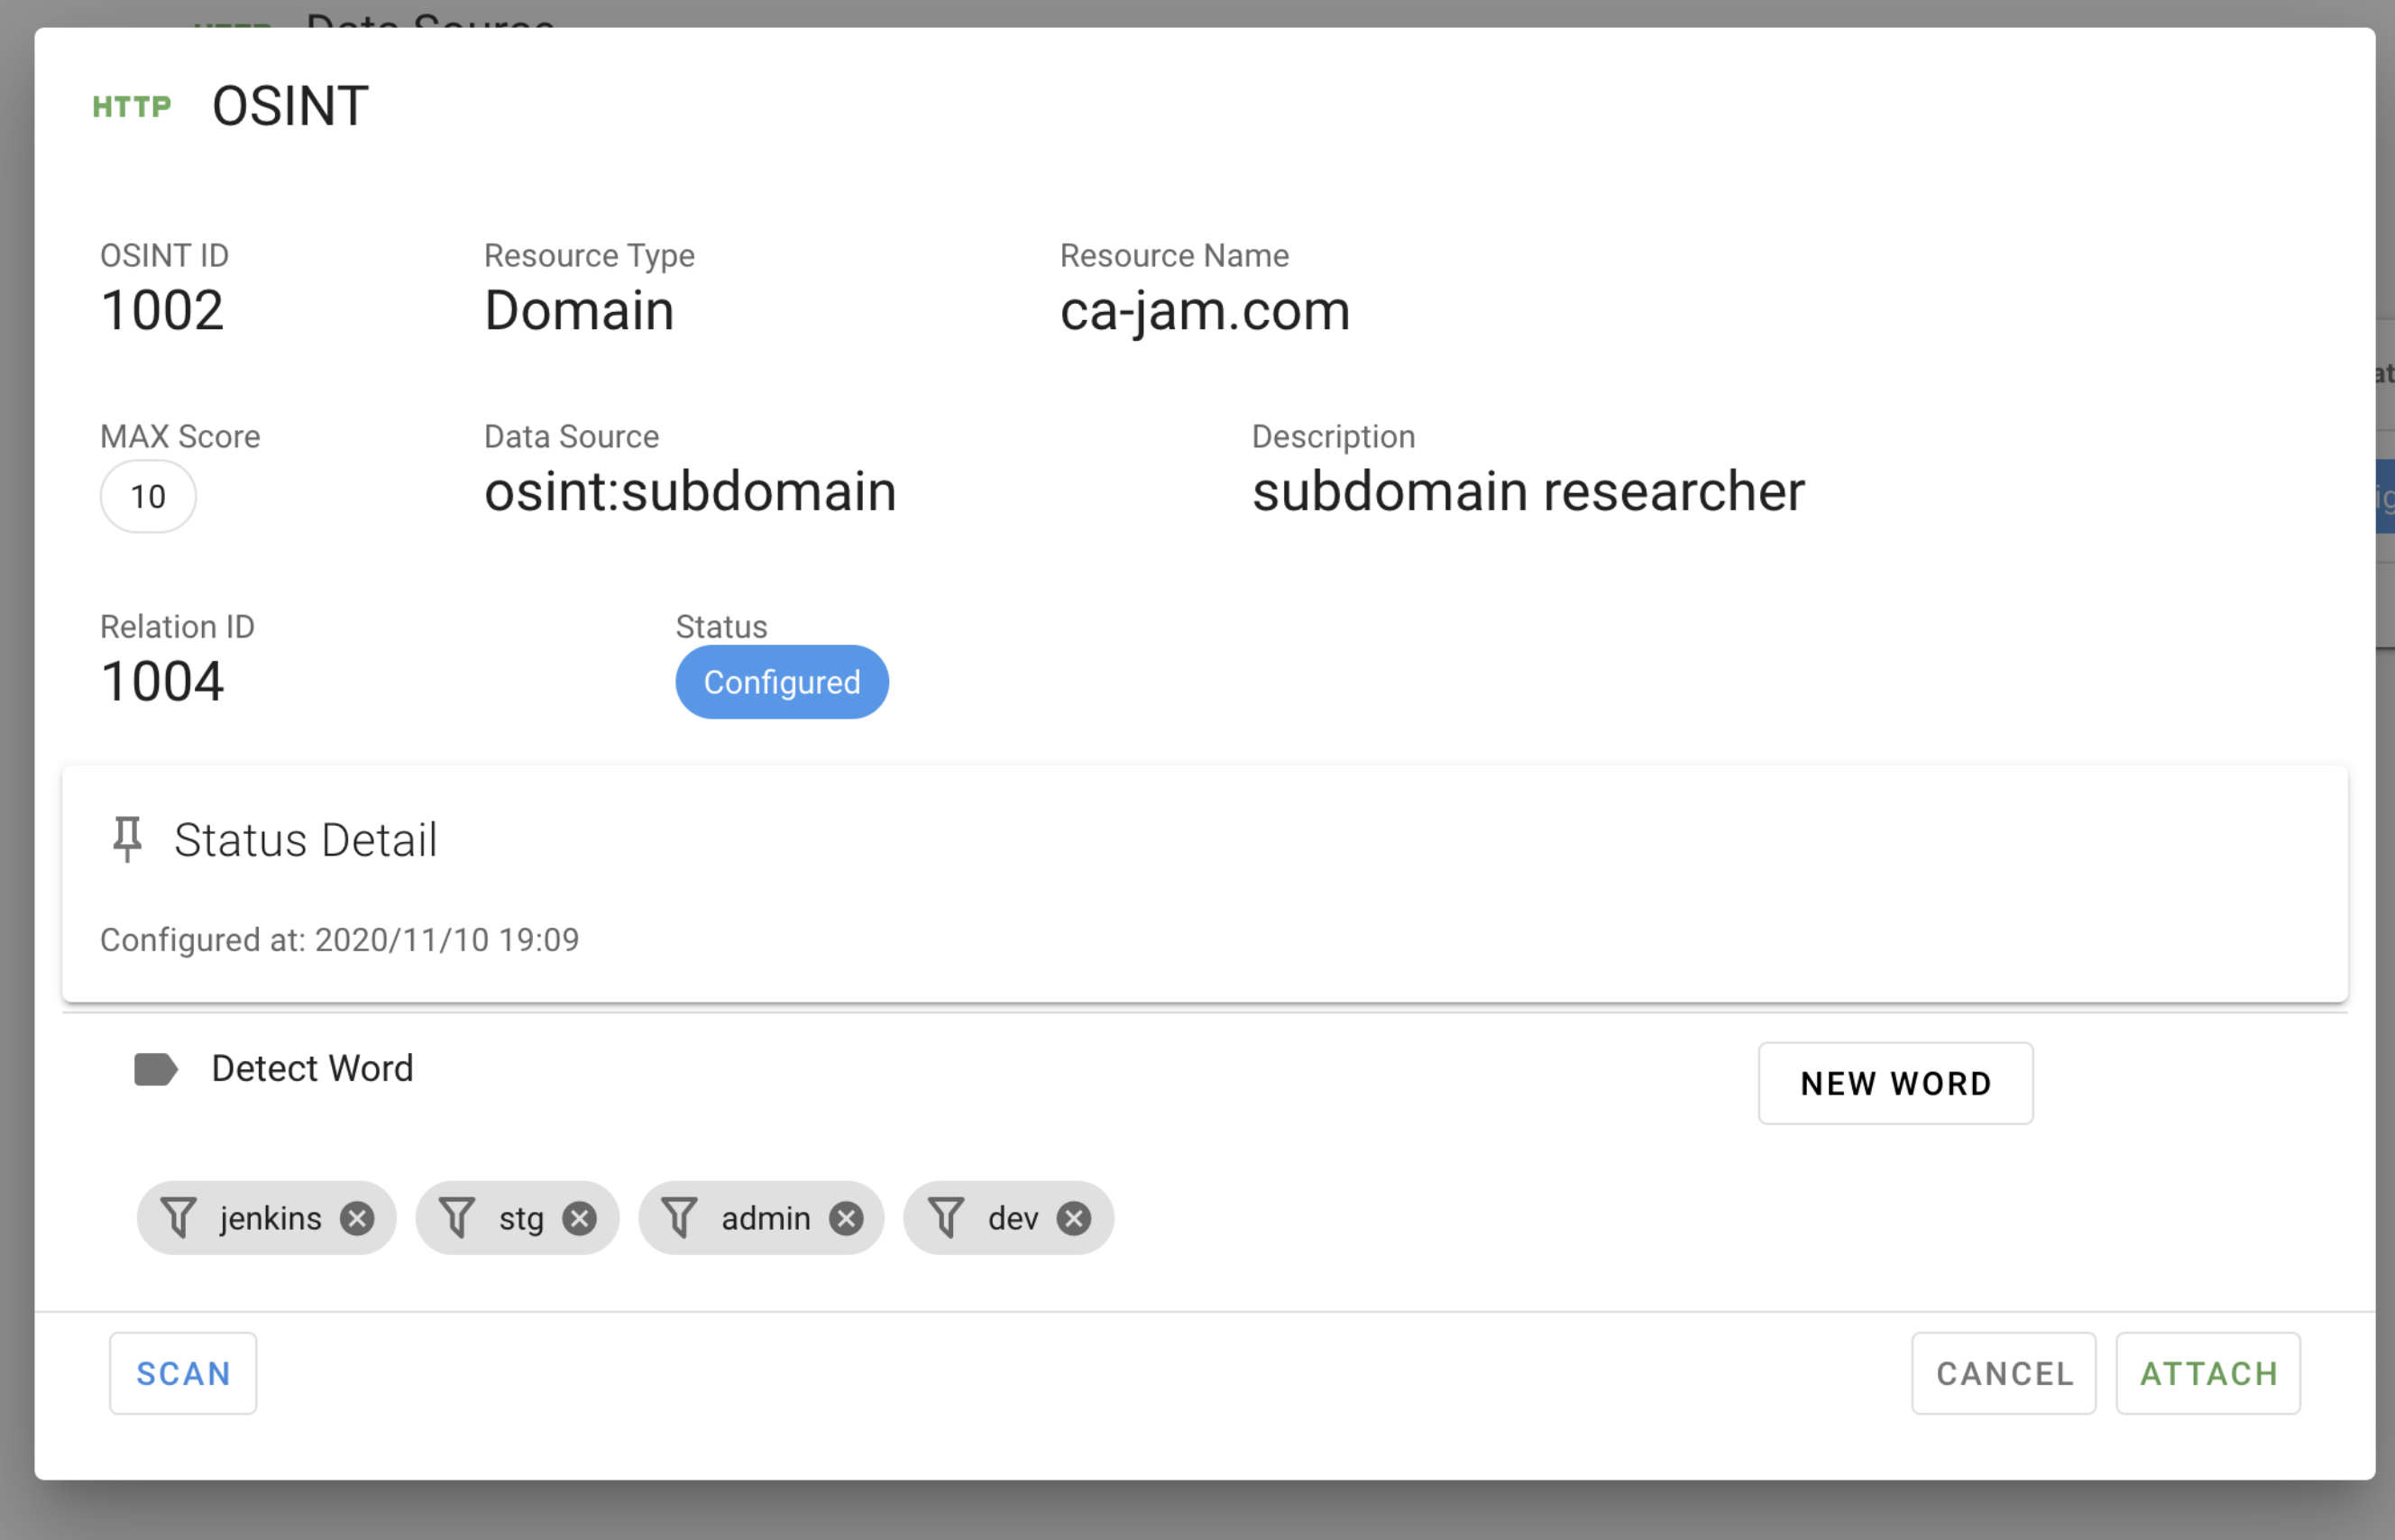 Data Source
HTTP OSINT
OSINT ID Resource Type Resource Name
1002 Domain ca-jam.com
MAX Score Data Source Description
10 osint:subdomain subdomain researcher
Relation ID Status
1004 Configured
Status Detail
Configured at: 2020/11/10 19:09
Detect Word NEW WORD
jenkins stg admin dev
SCAN CANCEL ATTACH